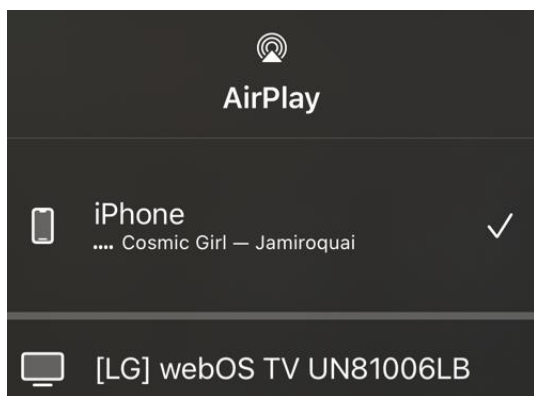 AirPlay
iPhone
Cosmic Girl — Jamiroquai
[LG] webOS TV UN81006LB